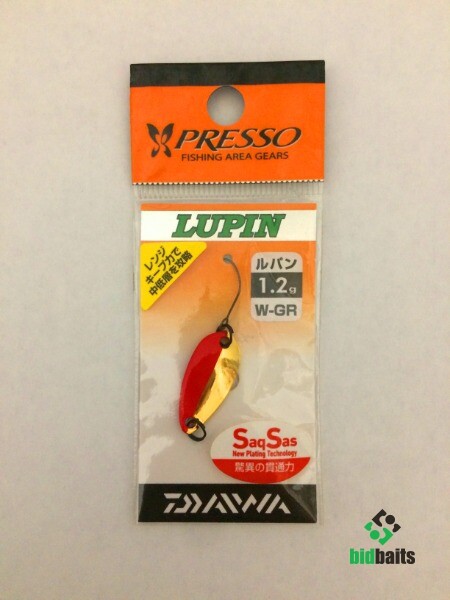 PRESSO
FISHING AREA GEARS
LUPIN
レンジ
キープ力で
中低層を攻略
ルパン
1.2g
W-GR
SaqSas
New Plating Technology
驚異の貫通力
DAIWA
bidbaits